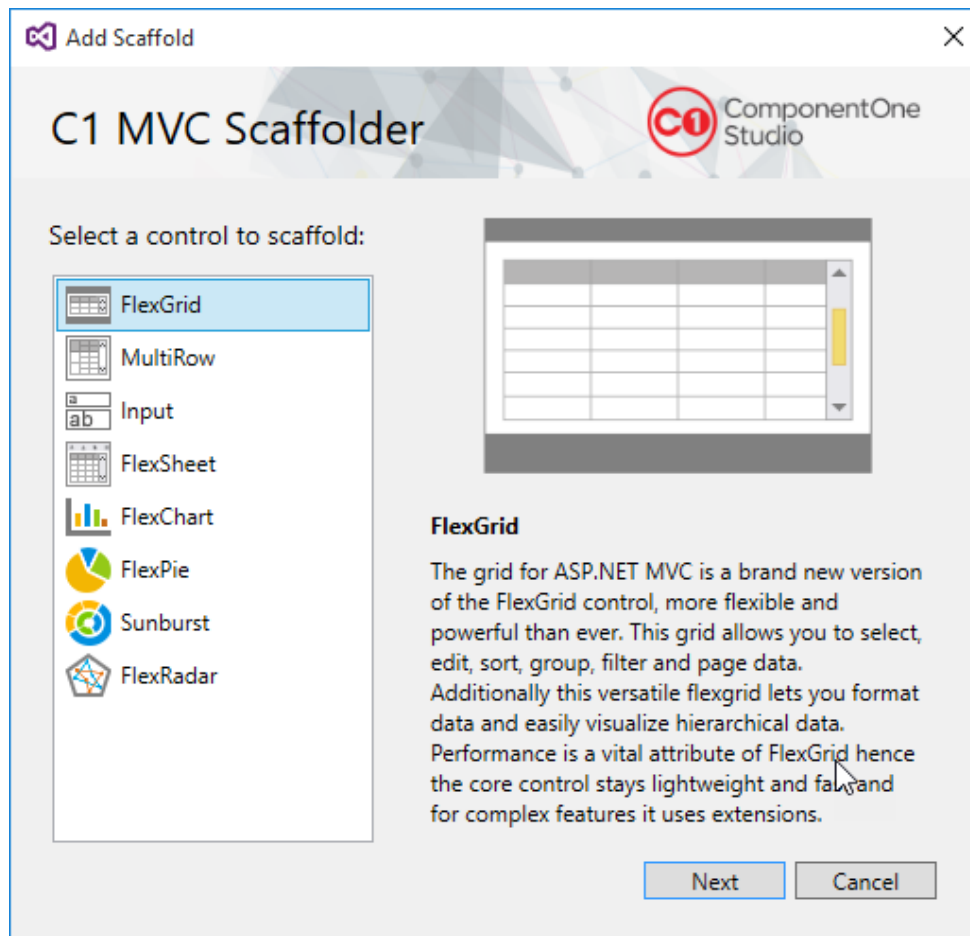 Add Scaffold
C1 MVC Scaffolder
C1 ComponentOne
Studio
Select a control to scaffold:
FlexGrid
MultiRow
a
ab
Input
FlexSheet
FlexChart
FlexPie
Sunburst
FlexRadar
FlexGrid
The grid for ASP.NET MVC is a brand new version
of the FlexGrid control, more flexible and
powerful than ever. This grid allows you to select,
edit, sort, group, filter and page data.
Additionally this versatile flexgrid lets you format
data and easily visualize hierarchical data.
Performance is a vital attribute of FlexGrid hence
the core control stays lightweight and fast and
for complex features it uses extensions.
Next
Cancel